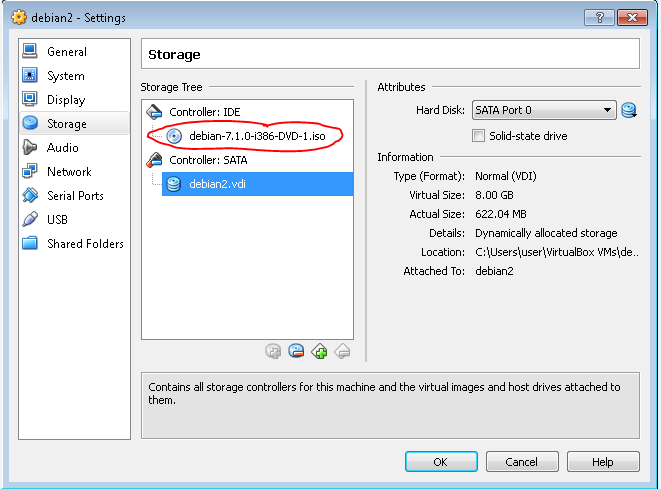 debian2 - Settings
General
System
Display
Storage
Audio
Network
Serial Ports
USB
Shared Folders
Storage
Storage Tree
Controller: IDE
debian-7.1.0-i386-DVD-1.iso
Controller: SATA
debian2.vdi
Attributes
Hard Disk: SATA Port 0
Solid-state drive
Information
Type (Format): Normal (VDI)
Virtual Size: 8.00 GB
Actual Size: 622.04 MB
Details: Dynamically allocated storage
Location: C:\Users\user\VirtualBox VMs\de...
Attached To: debian2
Contains all storage controllers for this machine and the virtual images and host drives attached to
them.
OK Cancel Help